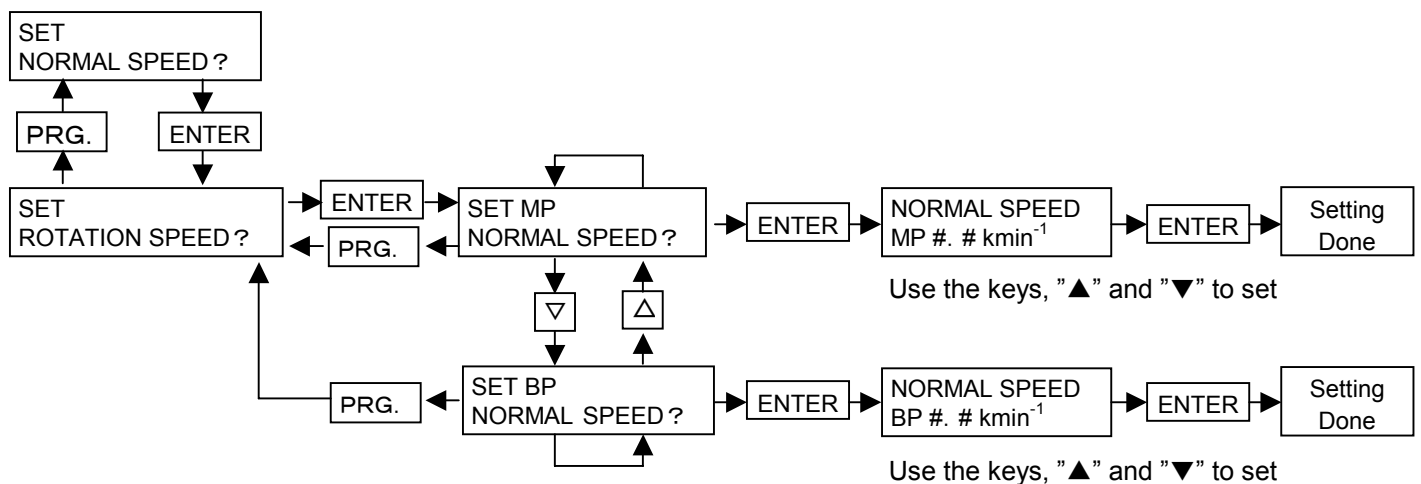 SET
NORMAL SPEED？
PRG.
ENTER
SET
ROTATION SPEED？
ENTER
PRG.
SET MP
NORMAL SPEED？
ENTER
NORMAL SPEED
MP #. # kmin⁻¹
ENTER
Setting
Done
Use the keys, ”▲” and ”▼” to set
▽
△
PRG.
SET BP
NORMAL SPEED？
ENTER
NORMAL SPEED
BP #. # kmin⁻¹
ENTER
Setting
Done
Use the keys, ”▲” and ”▼” to set